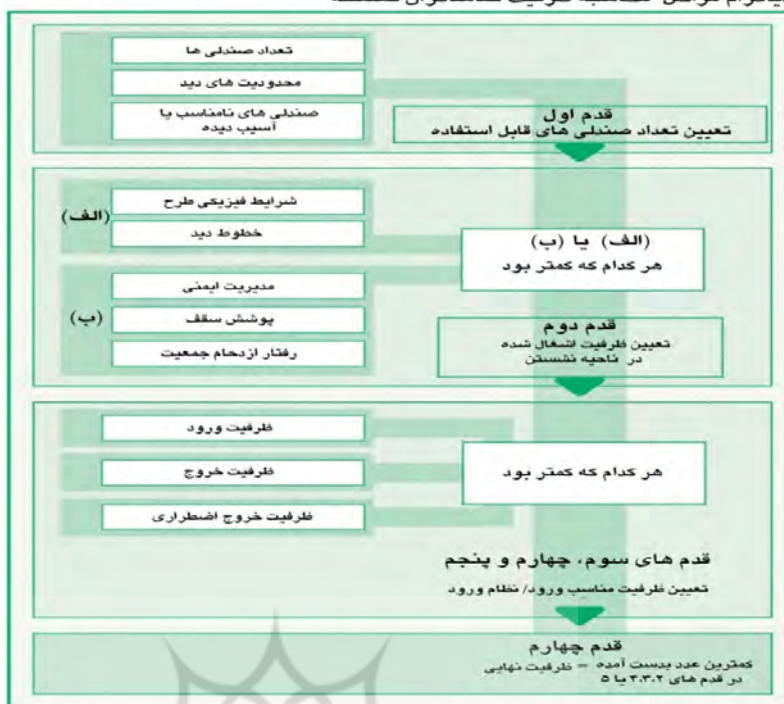 تعداد صندلی ها
محدودیت های دید
صندلی های نامناسب یا
آسیب دیده
قدم اول
تعیین تعداد صندلی های قابل استفاده
(الف)
شرایط فیزیکی طرح
خطوط دید
(ب)
مدیریت ایمنی
پوشش سقف
رفتار ازدحام جمعیت
(الف) یا (ب)
هر کدام که کمتر بود
قدم دوم
تعیین ظرفیت اشغال شده
در ناحیه نشستن
ظرفیت ورود
ظرفیت خروج
ظرفیت خروج اضطراری
هر کدام که کمتر بود
قدم های سوم، چهارم و پنجم
تعیین ظرفیت مناسب ورود/ نظام ورود
قدم چهارم
کمترین عدد بدست آمده = ظرفیت نهایی
در قدم های ۲،۳،۴ یا ۵